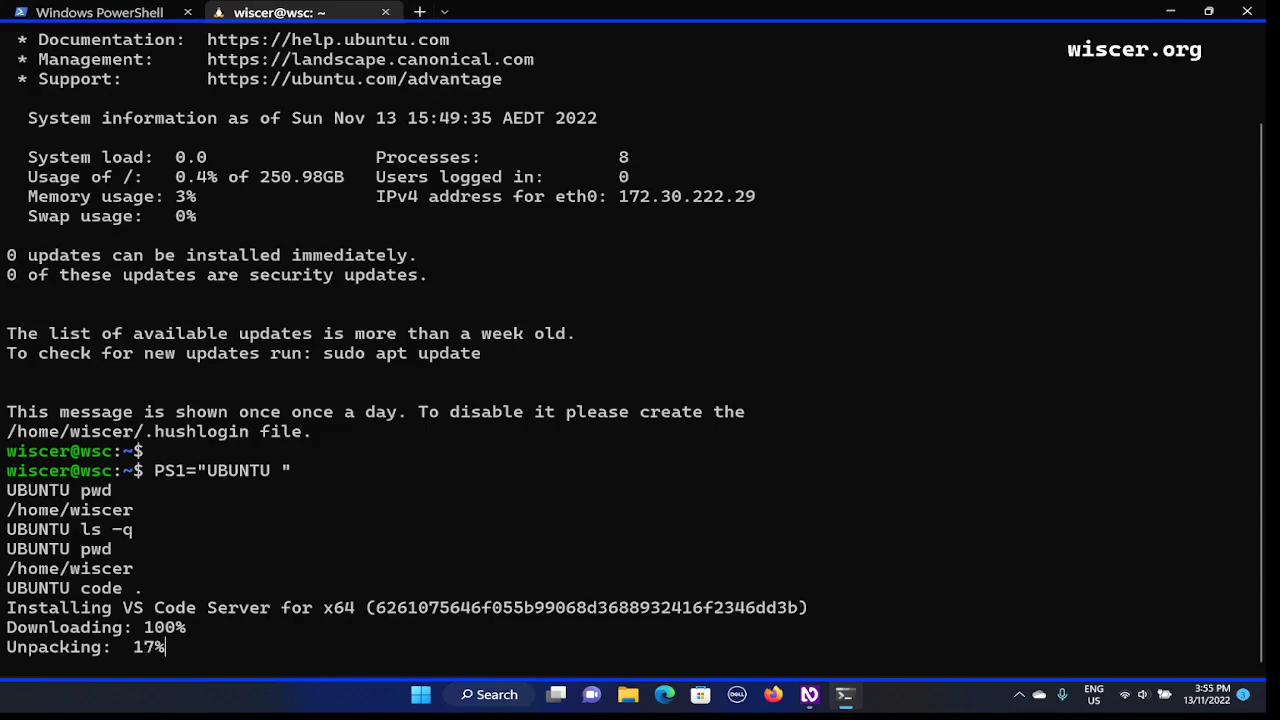 Windows PowerShell
wiscer@wsc: ~
* Documentation: https://help.ubuntu.com
wiscer.org
* Management: https://landscape.canonical.com
* Support: https://ubuntu.com/advantage
System information as of Sun Nov 13 15:49:35 AEDT 2022
System load: 0.0 Processes: 8
Usage of /: 0.4% of 250.98GB Users logged in: 0
Memory usage: 3% IPv4 address for eth0: 172.30.222.29
Swap usage: 0%
0 updates can be installed immediately.
0 of these updates are security updates.
The list of available updates is more than a week old.
To check for new updates run: sudo apt update
This message is shown once once a day. To disable it please create the
/home/wiscer/.hushlogin file.
wiscer@wsc:~$
wiscer@wsc:~$ PS1="UBUNTU "
UBUNTU pwd
/home/wiscer
UBUNTU ls -q
UBUNTU pwd
/home/wiscer
UBUNTU code .
Installing VS Code Server for x64 (6261075646f055b99068d3688932416f2346dd3b)
Downloading: 100%
Unpacking: 17%
Search
DELL
N
ENG
US
3:55 PM
13/11/2022
3